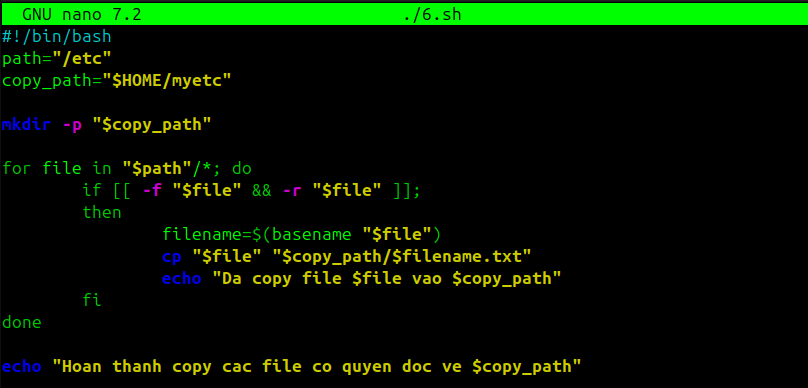 GNU nano 7.2 ./6.sh
#!/bin/bash
path="/etc"
copy_path="$HOME/myetc"
mkdir -p "$copy_path"
for file in "$path"/*; do
if [[ -f "$file" && -r "$file" ]];
then
filename=$(basename "$file")
cp "$file" "$copy_path/$filename.txt"
echo "Da copy file $file vao $copy_path"
fi
done
echo "Hoan thanh copy cac file co quyen doc ve $copy_path"